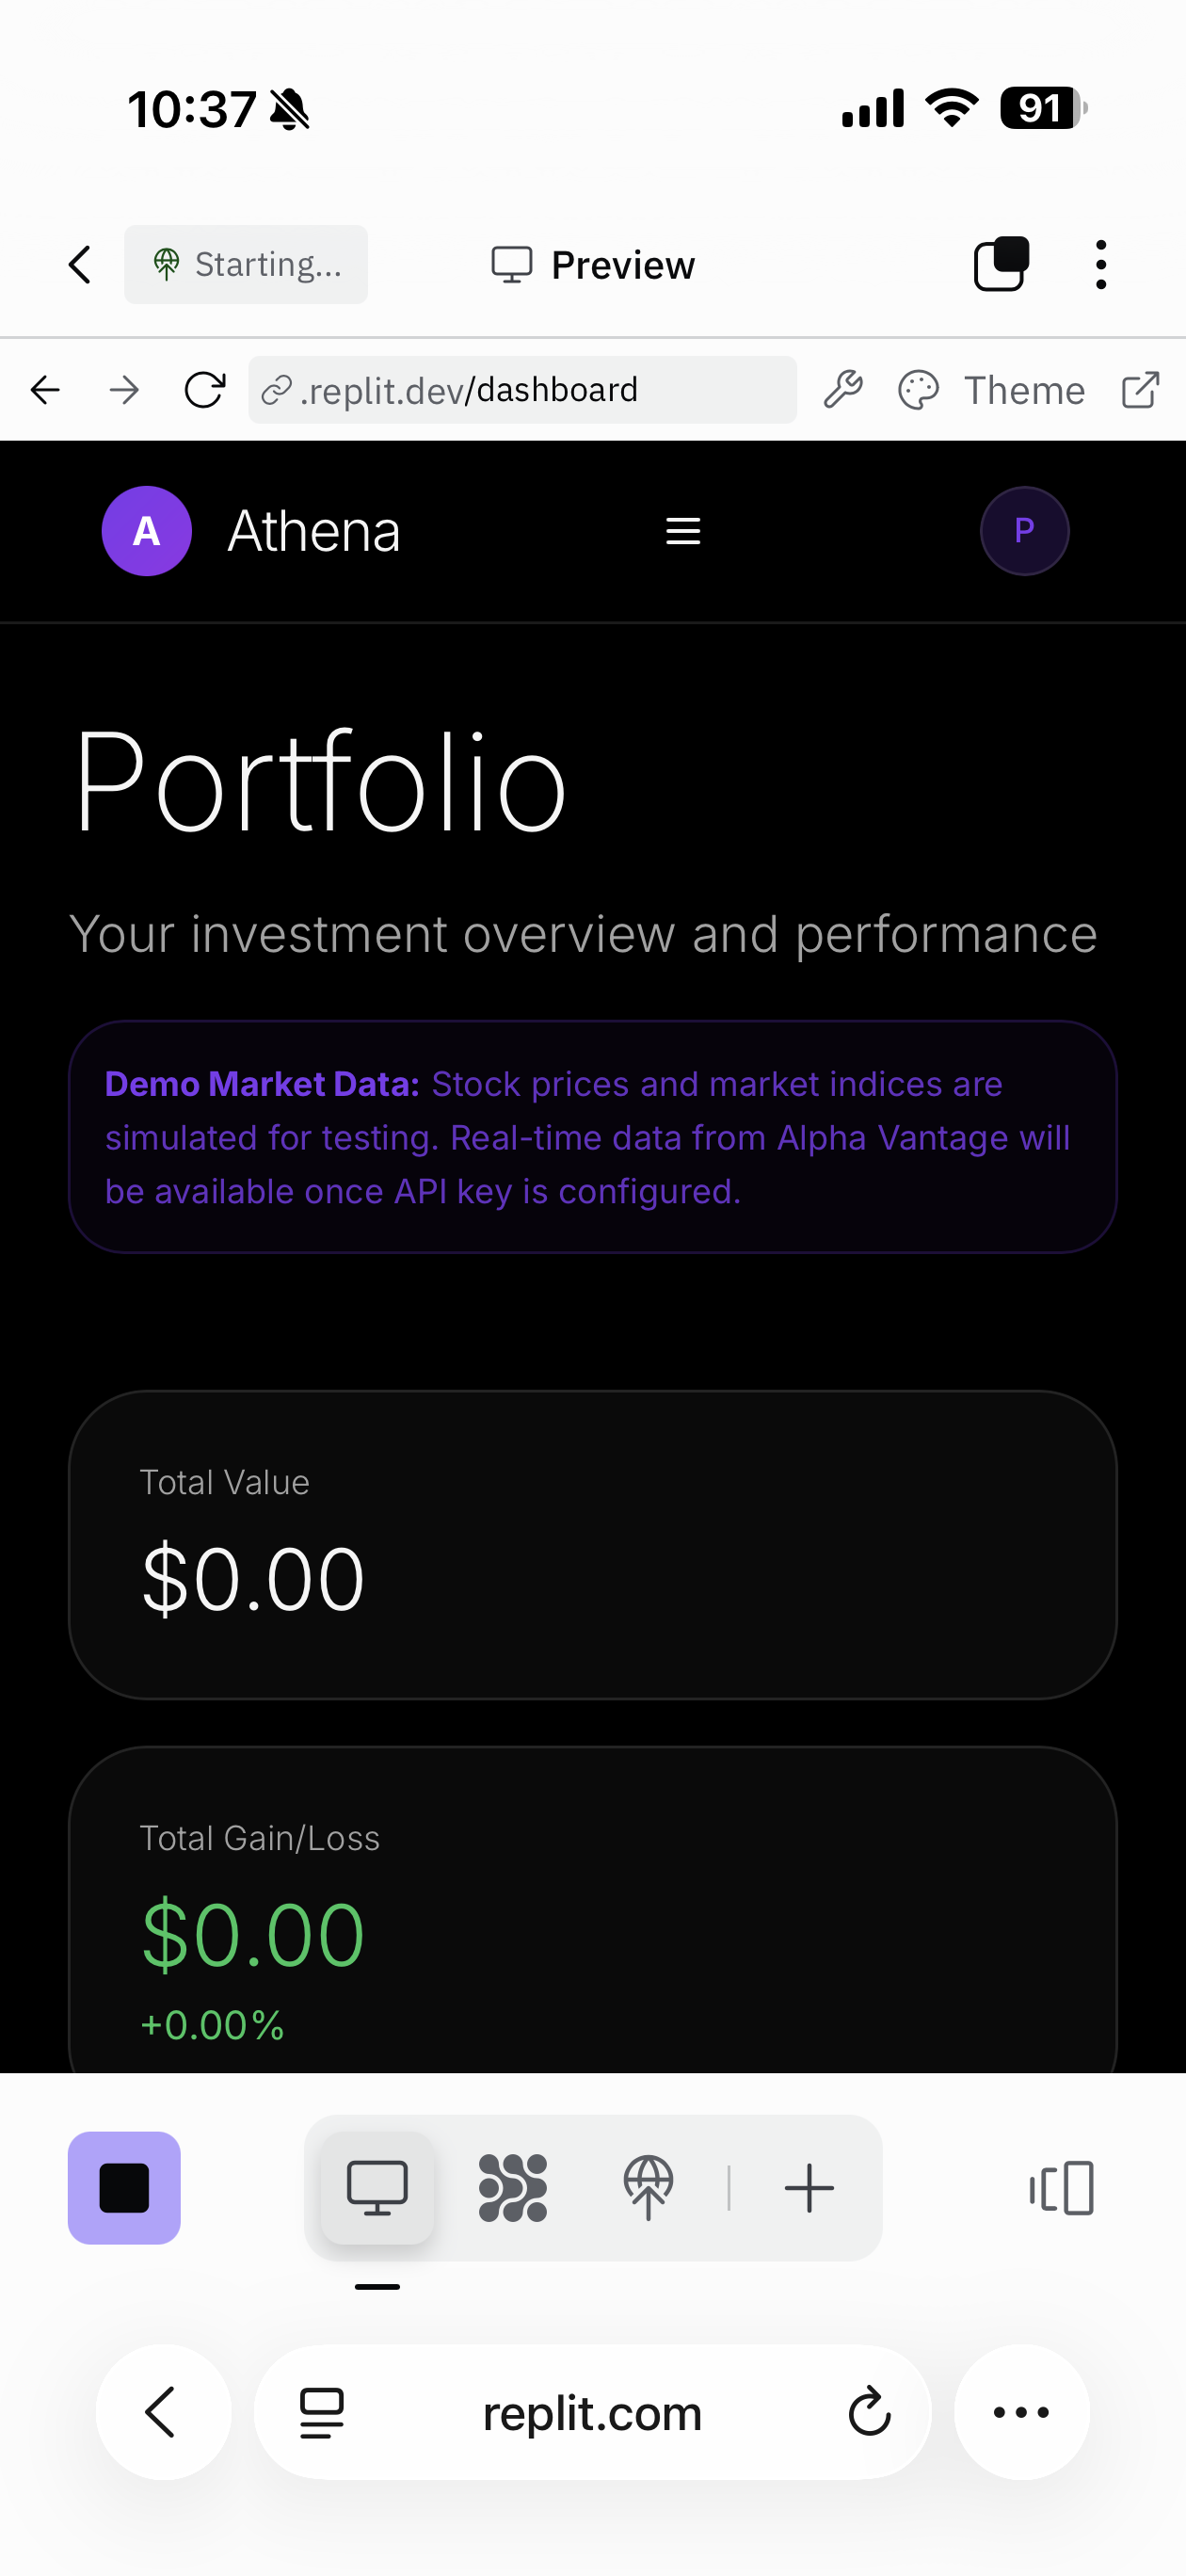 10:37
91
Starting...
Preview
.replit.dev/dashboard
Theme
A
Athena
P
Portfolio
Your investment overview and performance
Demo Market Data: Stock prices and market indices are
simulated for testing. Real-time data from Alpha Vantage will
be available once API key is configured.
Total Value
$0.00
Total Gain/Loss
$0.00
+0.00%
replit.com